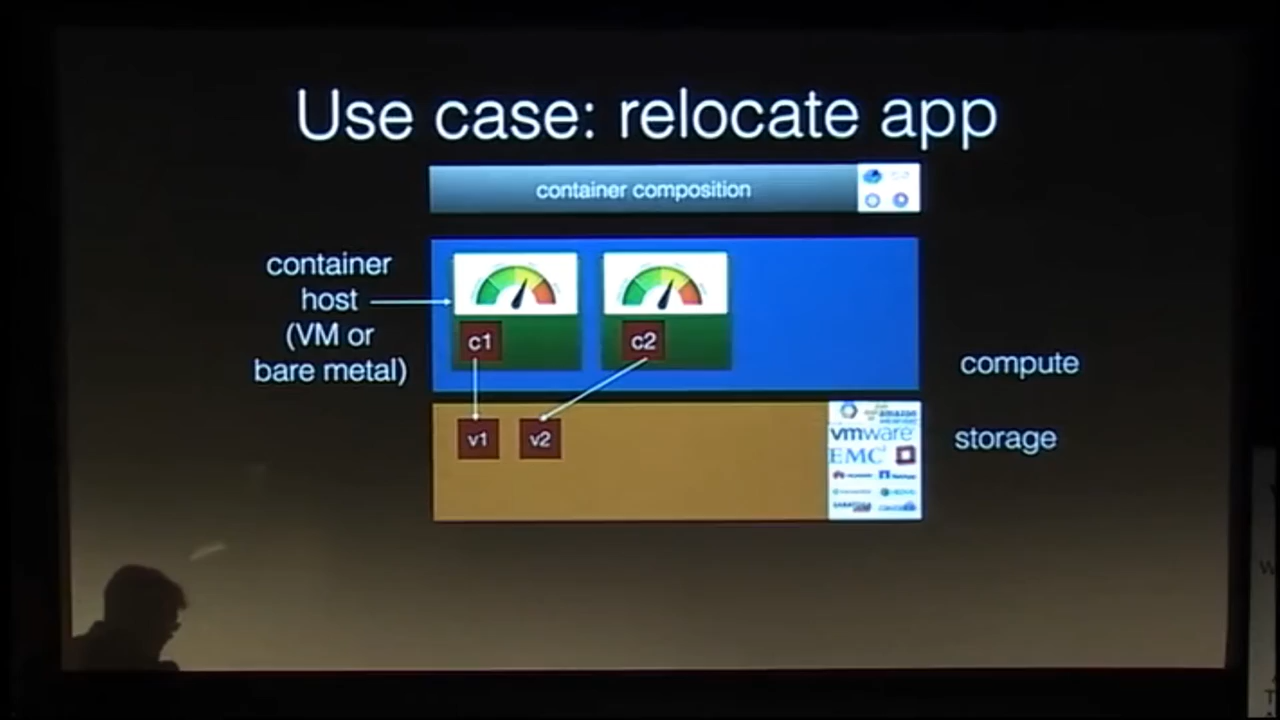 Use case: relocate app
container composition
container
host
(VM or
bare metal)
c1
c2
compute
v1
v2
storage
amazon
vmware
EMC
W
T